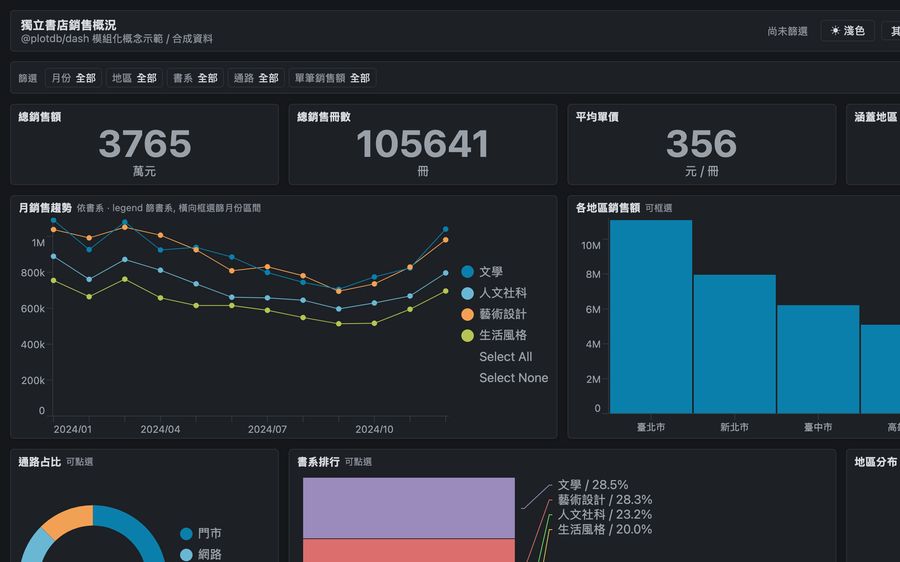 獨立書店銷售概況
@plotdb/dash 模組化概念示範 / 合成資料
尚未篩選
☀ 淺色
篩選 月份 全部 地區 全部 書系 全部 通路 全部 單筆銷售額 全部
總銷售額
3765
萬元
總銷售冊數
105641
冊
平均單價
356
元 / 冊
涵蓋地區
月銷售趨勢 依書系 · legend 篩書系, 橫向框選篩月份區間
1M
800k
600k
400k
200k
0
2024/01 2024/04 2024/07 2024/10
文學
人文社科
藝術設計
生活風格
Select All
Select None
各地區銷售額 可框選
10M
8M
6M
4M
2M
0
臺北市 新北市 臺中市
通路占比 可點選
門市
網路
書系排行 可點選
文學 / 28.5%
藝術設計 / 28.3%
人文社科 / 23.2%
生活風格 / 20.0%
地區分布